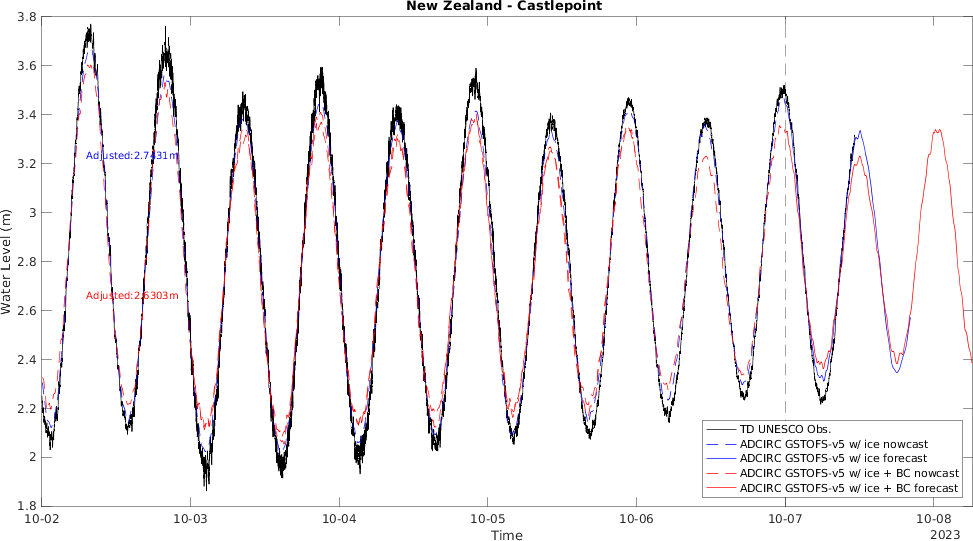 New Zealand - Castlepoint
3.8
3.6
3.4
3.2
3
2.8
2.6
2.4
2.2
2
1.8
Water Level (m)
Adjusted:2.7431m
Adjusted:2.6303m
TD UNESCO Obs.
ADCIRC GSTOFS-v5 w/ ice nowcast
ADCIRC GSTOFS-v5 w/ ice forecast
ADCIRC GSTOFS-v5 w/ ice + BC nowcast
ADCIRC GSTOFS-v5 w/ ice + BC forecast
10-02 10-03 10-04 10-05 10-06 10-07 10-08
Time
2023